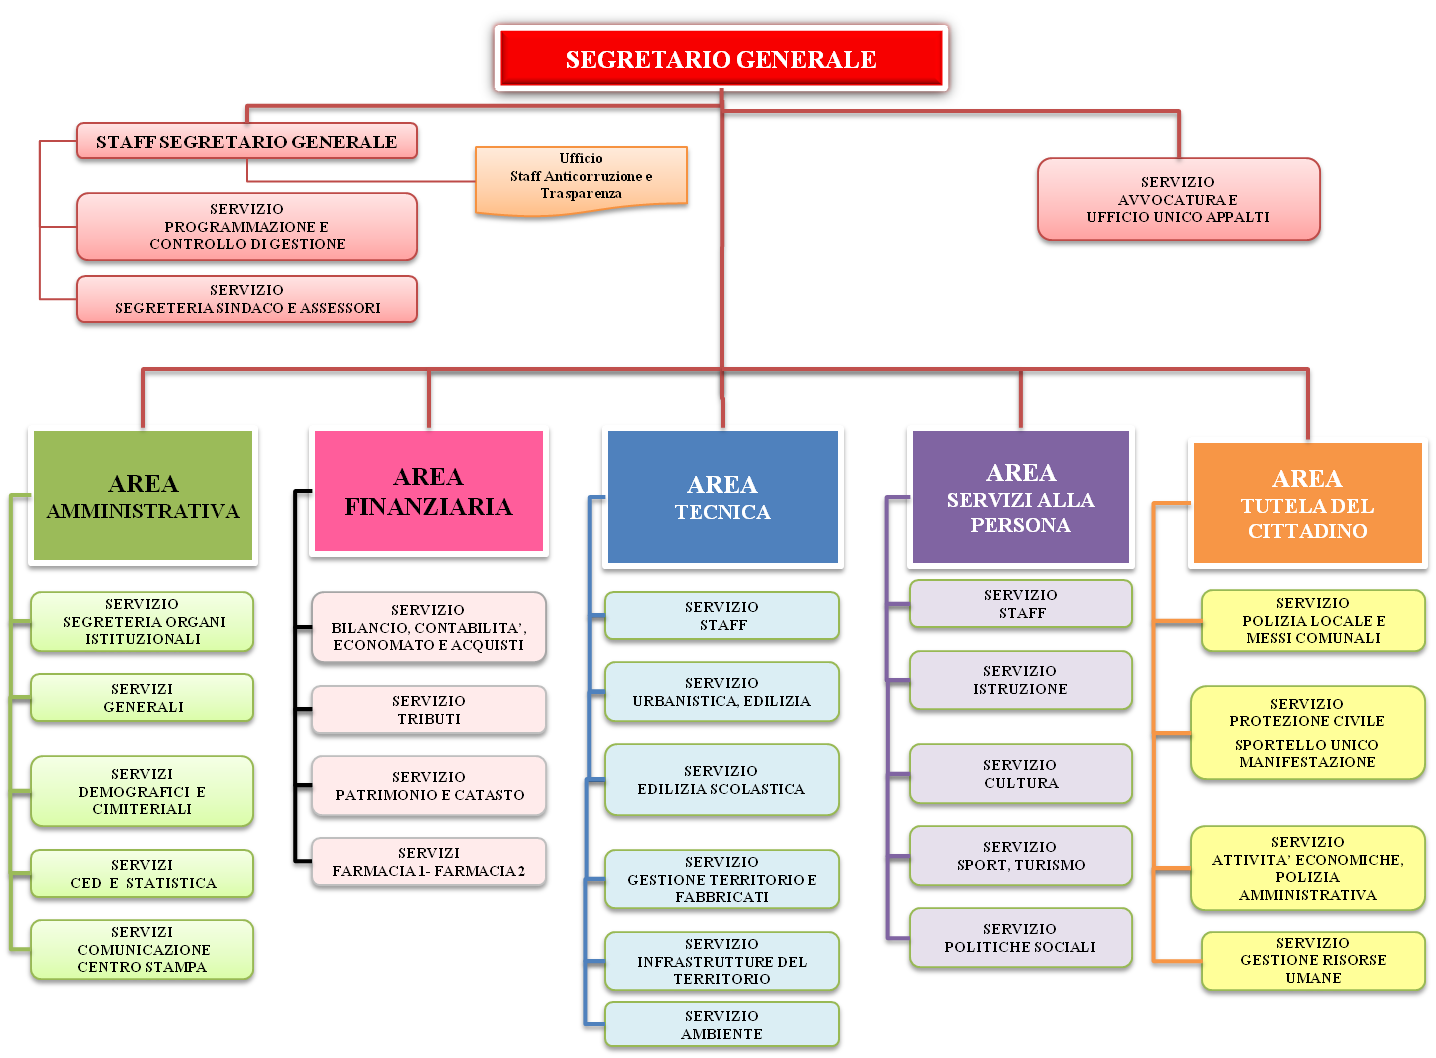 SEGRETARIO GENERALE
STAFF SEGRETARIO GENERALE
Ufficio
Staff Anticorruzione e
Trasparenza
SERVIZIO
AVVOCATURA E
UFFICIO UNICO APPALTI
SERVIZIO
PROGRAMMAZIONE E
CONTROLLO DI GESTIONE
SERVIZIO
SEGRETERIA SINDACO E ASSESSORI
AREA
AMMINISTRATIVA
SERVIZIO
SEGRETERIA ORGANI
ISTITUZIONALI
SERVIZI
GENERALI
SERVIZI
DEMOGRAFICI E
CIMITERIALI
SERVIZI
CED E STATISTICA
SERVIZI
COMUNICAZIONE
CENTRO STAMPA
AREA
FINANZIARIA
SERVIZIO
BILANCIO, CONTABILITA’,
ECONOMATO E ACQUISTI
SERVIZIO
TRIBUTI
SERVIZIO
PATRIMONIO E CATASTO
SERVIZI
FARMACIA 1- FARMACIA 2
AREA
TECNICA
SERVIZIO
STAFF
SERVIZIO
URBANISTICA, EDILIZIA
SERVIZIO
EDILIZIA SCOLASTICA
SERVIZIO
GESTIONE TERRITORIO E
FABBRICATI
SERVIZIO
INFRASTRUTTURE DEL
TERRITORIO
SERVIZIO
AMBIENTE
AREA
SERVIZI ALLA
PERSONA
SERVIZIO
STAFF
SERVIZIO
ISTRUZIONE
SERVIZIO
CULTURA
SERVIZIO
SPORT, TURISMO
SERVIZIO
POLITICHE SOCIALI
AREA
TUTELA DEL
CITTADINO
SERVIZIO
POLIZIA LOCALE E
MESSI COMUNALI
SERVIZIO
PROTEZIONE CIVILE
SPORTELLO UNICO
MANIFESTAZIONE
SERVIZIO
ATTIVITA’ ECONOMICHE,
POLIZIA
AMMINISTRATIVA
SERVIZIO
GESTIONE RISORSE
UMANE